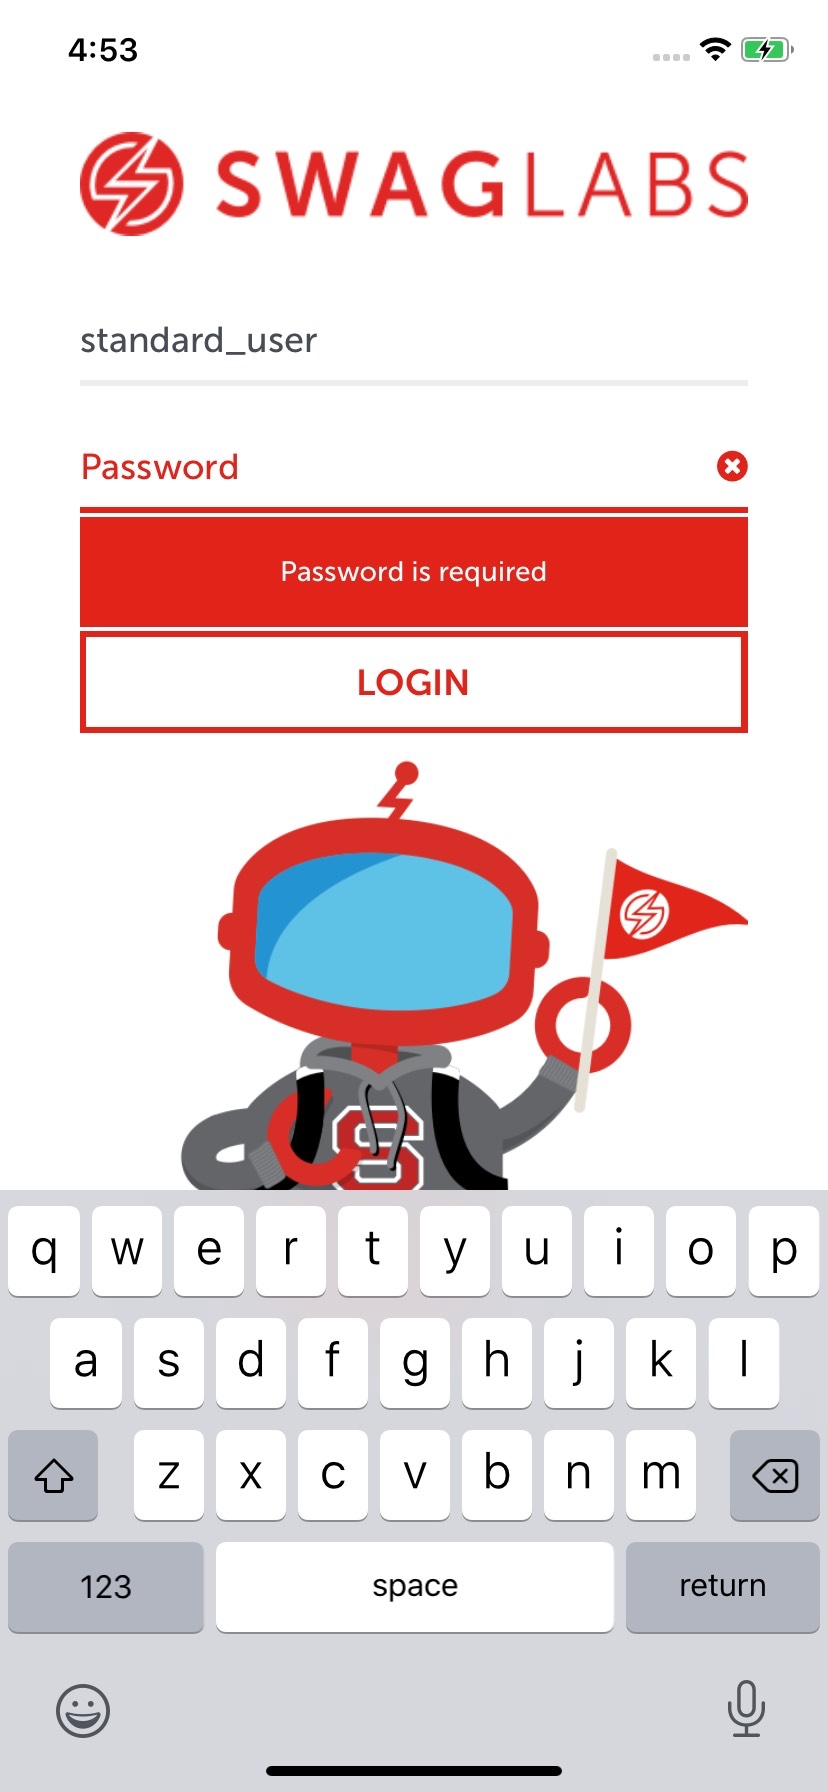 4:53
SWAGLABS
standard_user
Password
Password is required
LOGIN
S
q w e r t y u i o p
a s d f g h j k l
z x c v b n m
123 space return